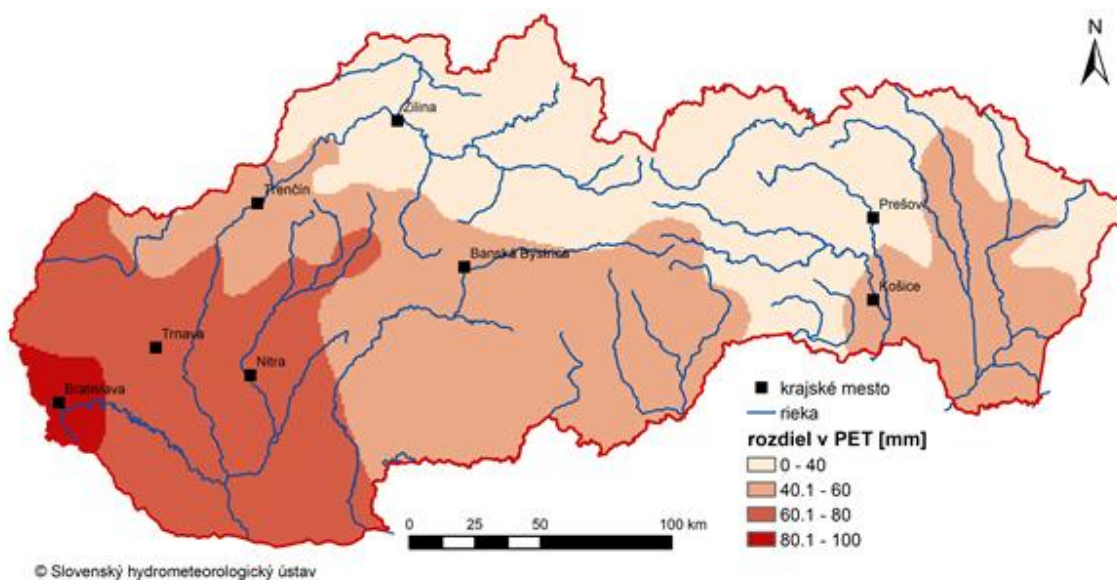 N
Žilina
Trenčín
Prešov
Banská Bystrica
Košice
Trnava
Nitra
Bratislava
krajské mesto
rieka
rozdiel v PET [mm]
0 - 40
40.1 - 60
60.1 - 80
80.1 - 100
0 25 50 100 km
© Slovenský hydrometeorologický ústav